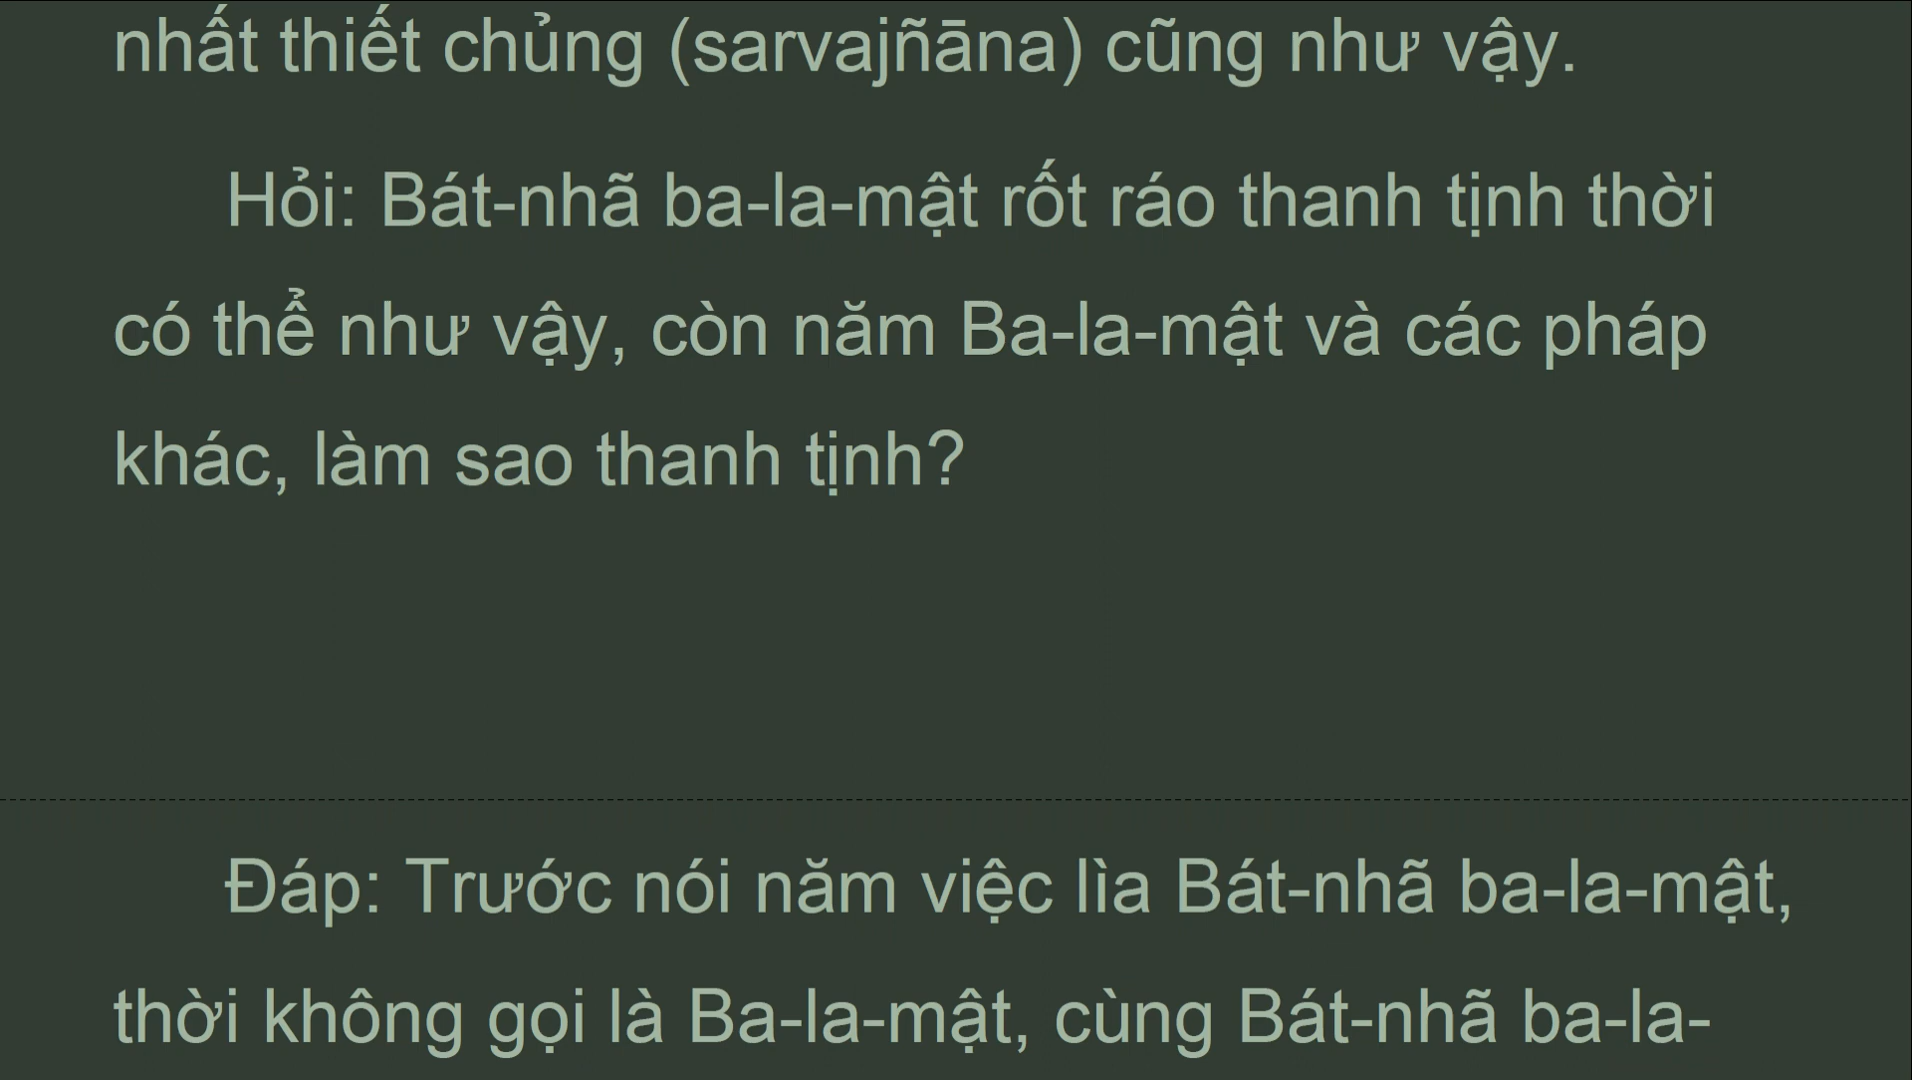 nhất thiết chủng (sarvajñāna) cũng như vậy.
Hỏi: Bát-nhã ba-la-mật rốt ráo thanh tịnh thời
có thể như vậy, còn năm Ba-la-mật và các pháp
khác, làm sao thanh tịnh?
Đáp: Trước nói năm việc lìa Bát-nhã ba-la-mật,
thời không gọi là Ba-la-mật, cùng Bát-nhã ba-la-